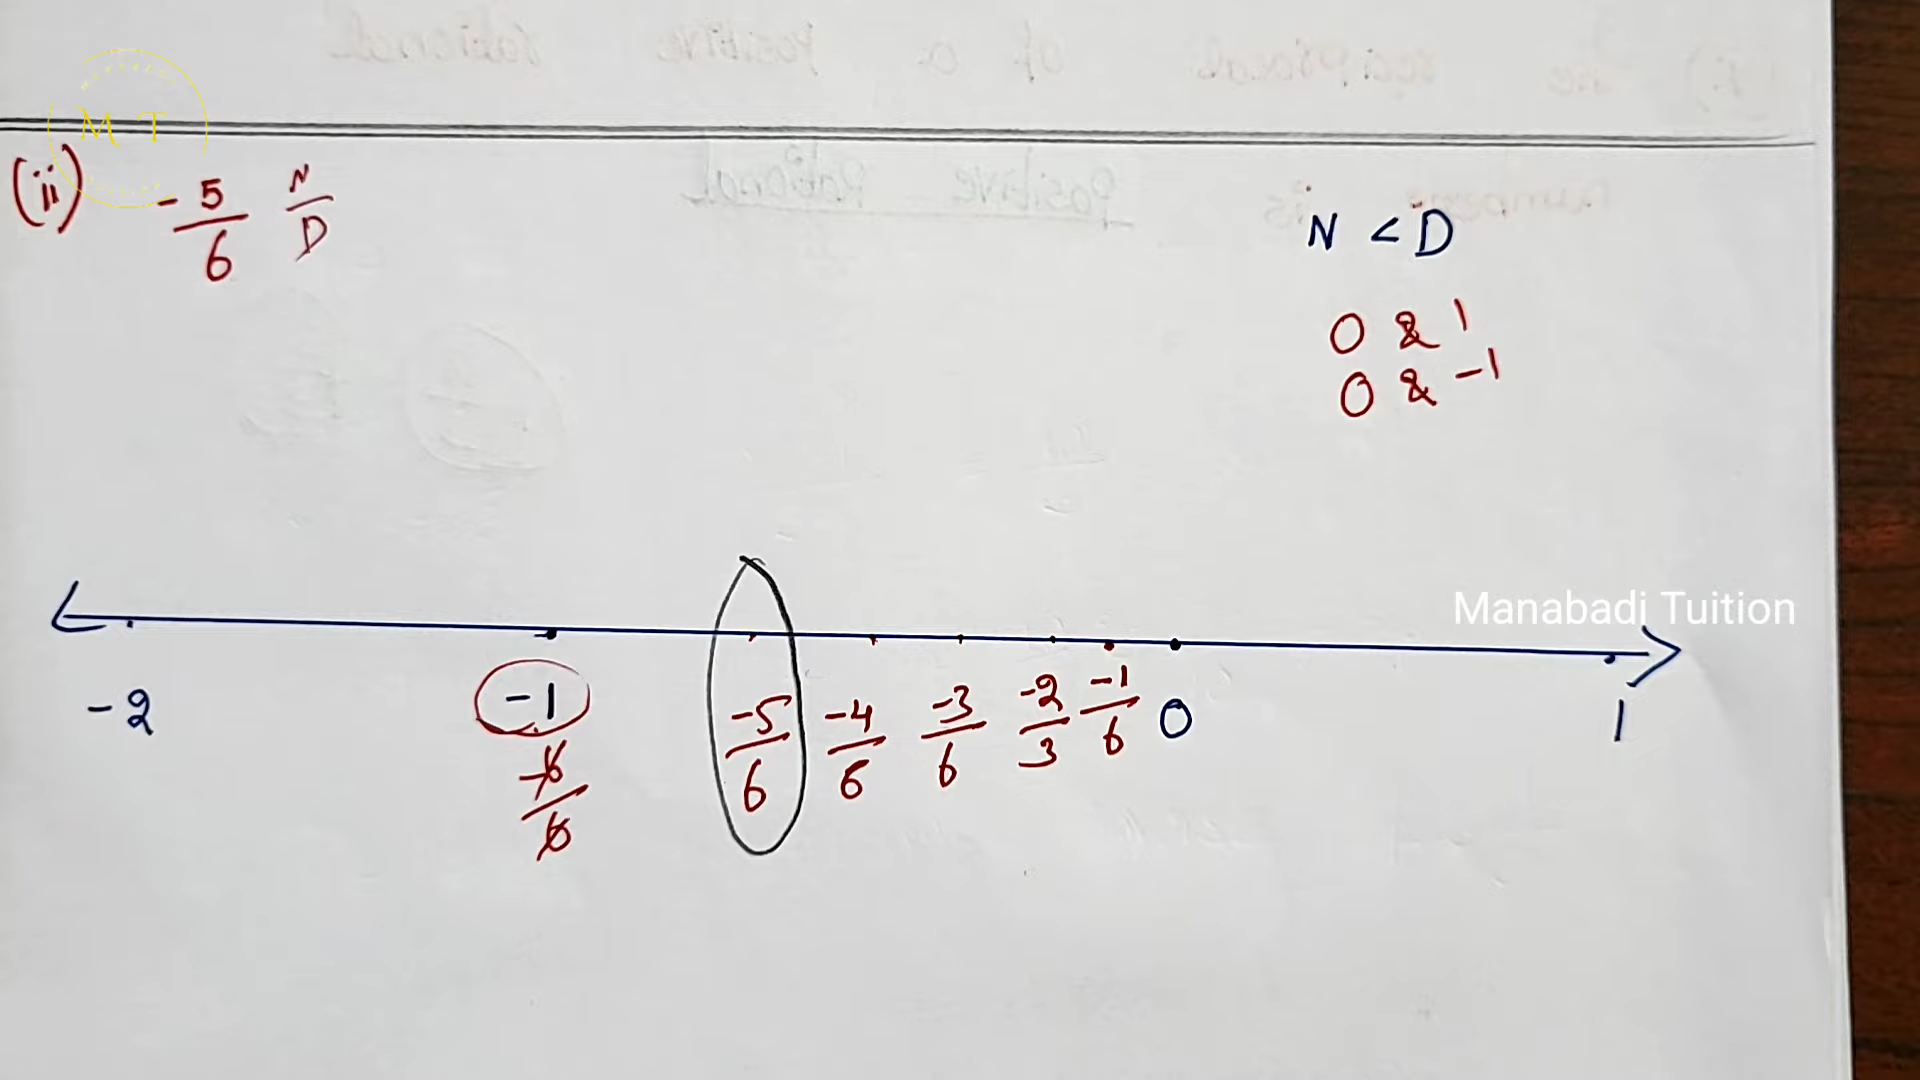 M T
(ii) -5/6 N/D
N < D
0 & 1
0 & -1
Manabadi Tuition
-2 -1 -5/6 -4/6 -3/6 -2/3 -1/6 0 1
-6/6